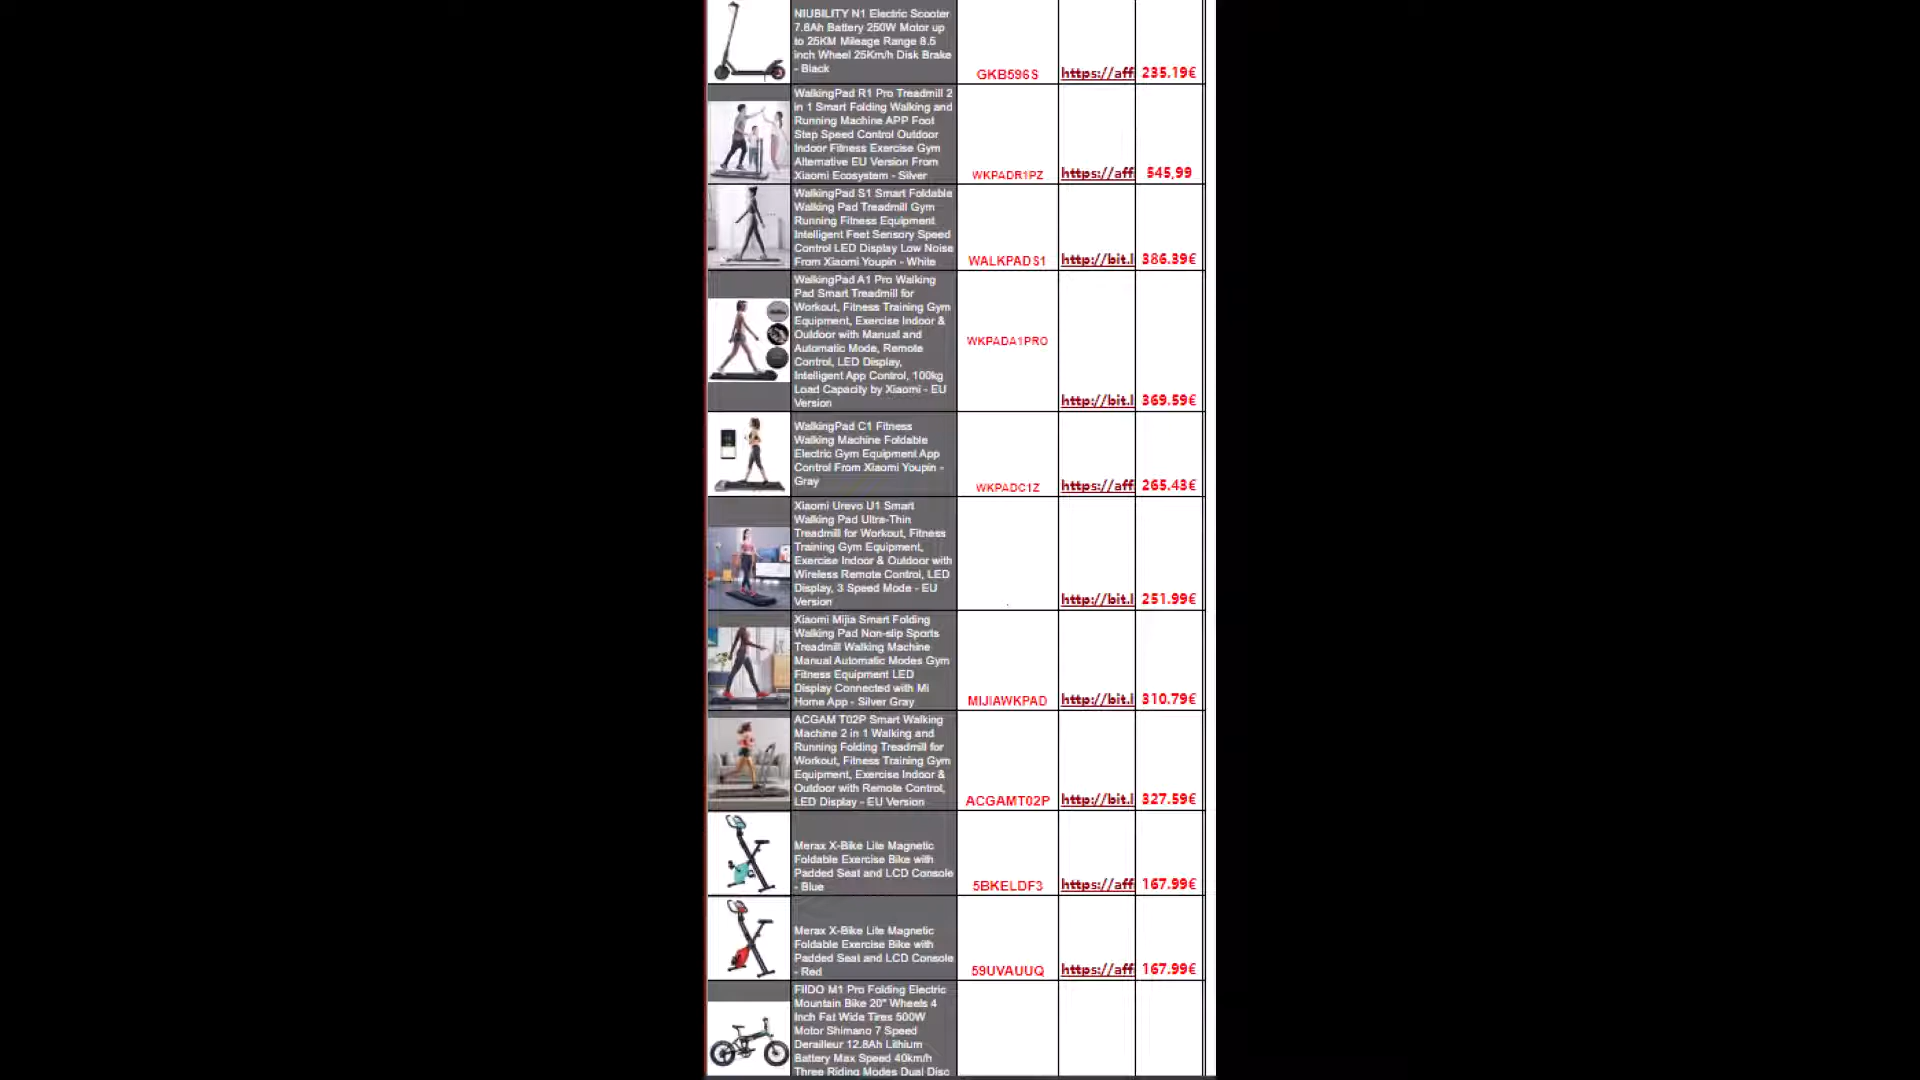 NIUBILITY N1 Electric Scooter
7.8Ah Battery 250W Motor up
to 25KM Mileage Range 8.5
inch Wheel 25Km/h Disk Brake
- Black
GKB596S
https://aff
235.19€
WalkingPad R1 Pro Treadmill 2
in 1 Smart Folding Walking and
Running Machine APP Foot
Step Speed Control Outdoor
Indoor Fitness Exercise Gym
Alternative EU Version From
Xiaomi Ecosystem - Silver
WKPADR1PZ
https://aff
545,99
WalkingPad S1 Smart Foldable
Walking Pad Treadmill Gym
Running Fitness Equipment
Intelligent Feet Sensory Speed
Control LED Display Low Noise
From Xiaomi Youpin - White
WALKPADS1
http://bit.l
386.39€
WalkingPad A1 Pro Walking
Pad Smart Treadmill for
Workout, Fitness Training Gym
Equipment, Exercise Indoor &
Outdoor with Manual and
Automatic Mode, Remote
Control, LED Display,
Intelligent App Control, 100kg
Load Capacity by Xiaomi - EU
Version
WKPADA1PRO
http://bit.l
369.59€
WalkingPad C1 Fitness
Walking Machine Foldable
Electric Gym Equipment App
Control From Xiaomi Youpin -
Gray
WKPADC1Z
https://aff
265.43€
Xiaomi Urevo U1 Smart
Walking Pad Ultra-Thin
Treadmill for Workout, Fitness
Training Gym Equipment,
Exercise Indoor & Outdoor with
Wireless Remote Control, LED
Display, 3 Speed Mode - EU
Version
http://bit.l
251.99€
Xiaomi Mijia Smart Folding
Walking Pad Non-slip Sports
Treadmill Walking Machine
Manual Automatic Modes Gym
Fitness Equipment LED
Display Connected with Mi
Home App - Silver Gray
MIJIAWKPAD
http://bit.l
310.79€
ACGAM T02P Smart Walking
Machine 2 in 1 Walking and
Running Folding Treadmill for
Workout, Fitness Training Gym
Equipment, Exercise Indoor &
Outdoor with Remote Control,
LED Display - EU Version
ACGAMT02P
http://bit.l
327.59€
Merax X-Bike Lite Magnetic
Foldable Exercise Bike with
Padded Seat and LCD Console
- Blue
5BKELDF3
https://aff
167.99€
Merax X-Bike Lite Magnetic
Foldable Exercise Bike with
Padded Seat and LCD Console
- Red
59UVAUUQ
https://aff
167.99€
FIIDO M1 Pro Folding Electric
Mountain Bike 20" Wheels 4
Inch Fat Wide Tires 500W
Motor Shimano 7 Speed
Derailleur 12.8Ah Lithium
Battery Max Speed 40km/h
Three Riding Modes Dual Disc